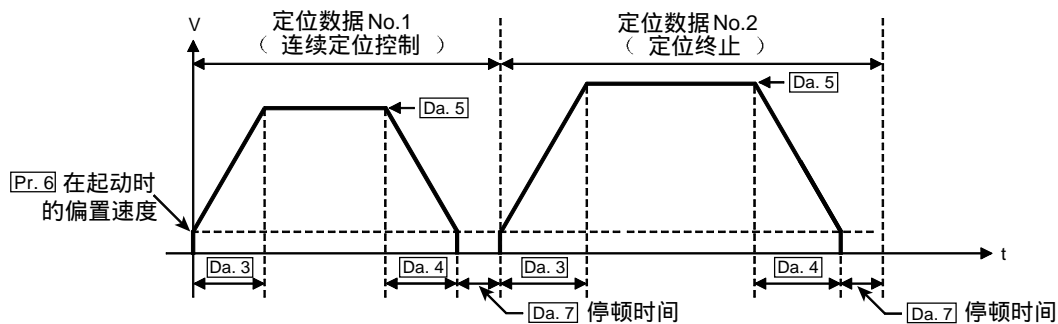 V
定位数据No.1
（ 连续定位控制 ）
定位数据No.2
（ 定位终止 ）
Da. 5
Da. 5
Pr. 6 在起动时
的偏置速度
t
Da. 3
Da. 4
Da. 3
Da. 4
Da. 7 停顿时间
Da. 7 停顿时间